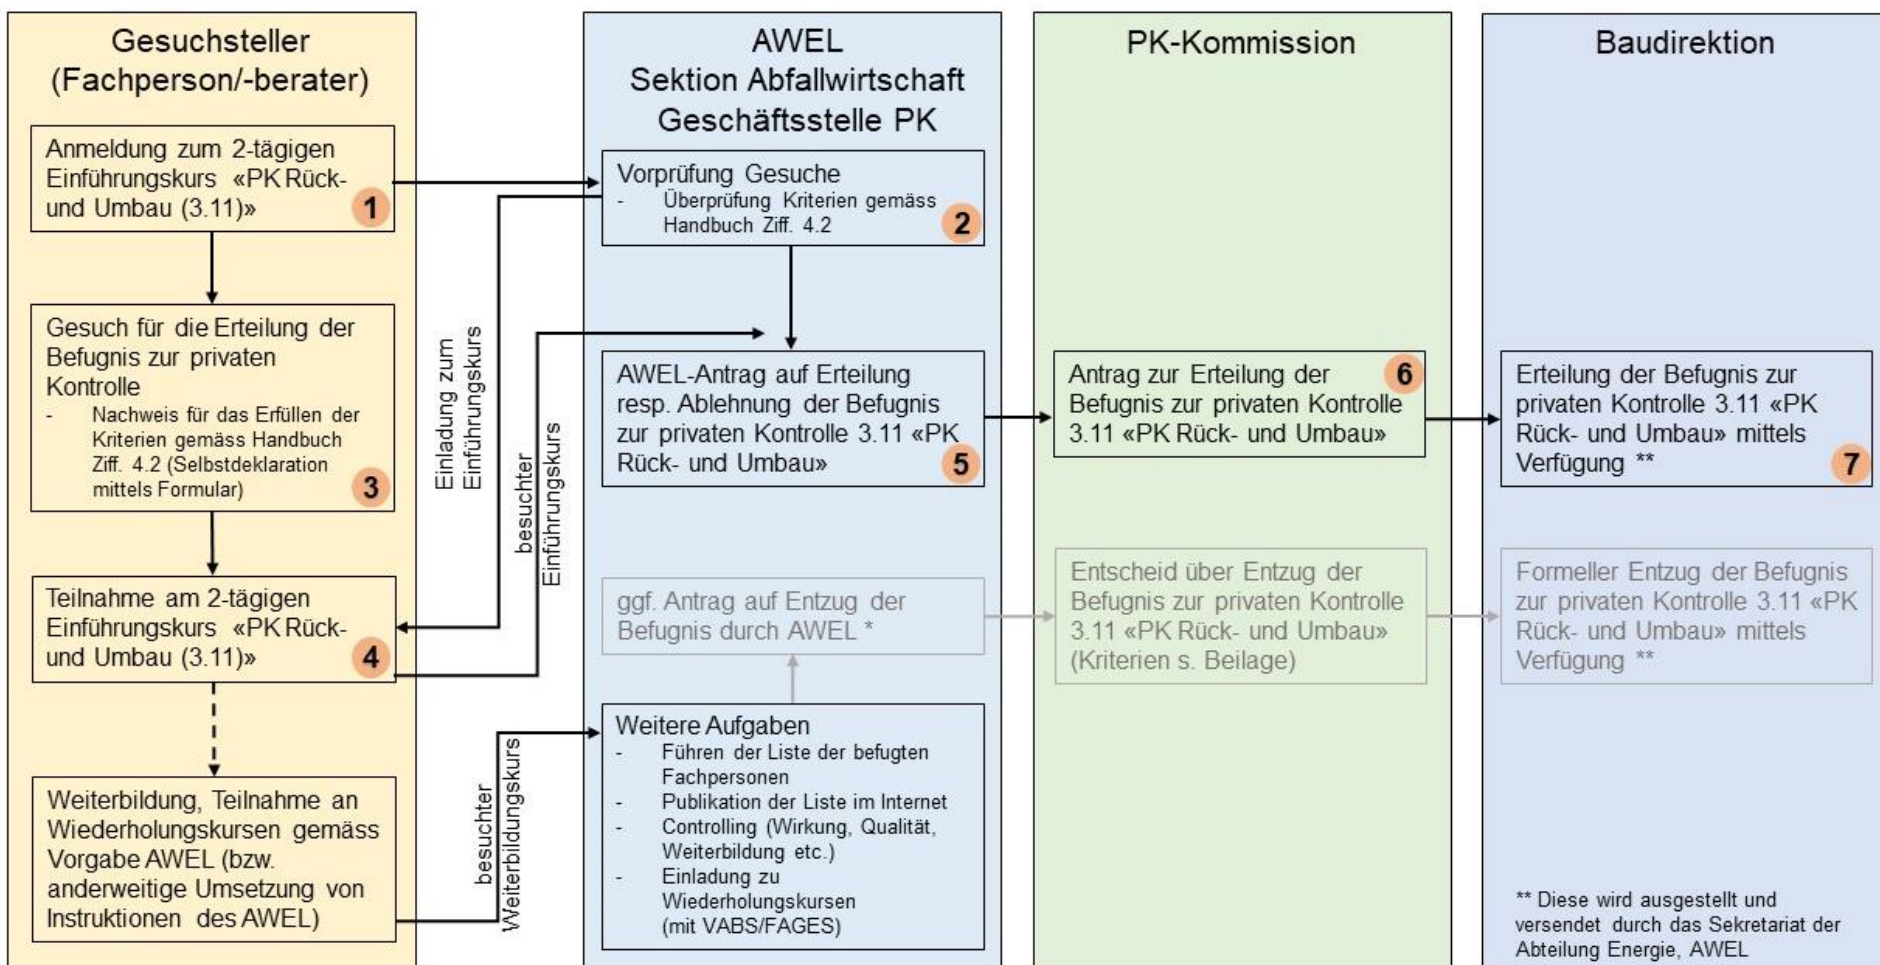 Gesuchsteller
(Fachperson/-berater)
Anmeldung zum 2-tägigen
Einführungskurs «PK Rück-
und Umbau (3.11)»
1
Gesuch für die Erteilung der
Befugnis zur privaten
Kontrolle
- Nachweis für das Erfüllen der
Kriterien gemäss Handbuch
Ziff. 4.2 (Selbstdeklaration
mittels Formular)
3
Teilnahme am 2-tägigen
Einführungskurs «PK Rück-
und Umbau (3.11)»
4
Weiterbildung, Teilnahme an
Wiederholungskursen gemäss
Vorgabe AWEL (bzw.
anderweitige Umsetzung von
Instruktionen des AWEL)
Einladung zum
Einführungskurs
besuchter
Einführungskurs
besuchter
Weiterbildungskurs
AWEL
Sektion Abfallwirtschaft
Geschäftsstelle PK
Vorprüfung Gesuche
- Überprüfung Kriterien gemäss
Handbuch Ziff. 4.2
2
AWEL-Antrag auf Erteilung
resp. Ablehnung der Befugnis
zur privaten Kontrolle 3.11 «PK
Rück- und Umbau»
5
ggf. Antrag auf Entzug der
Befugnis durch AWEL *
Weitere Aufgaben
- Führen der Liste der befugten
Fachpersonen
- Publikation der Liste im Internet
- Controlling (Wirkung, Qualität,
Weiterbildung etc.)
- Einladung zu
Wiederholungskursen
(mit VABS/FAGES)
PK-Kommission
Antrag zur Erteilung der
Befugnis zur privaten Kontrolle
3.11 «PK Rück- und Umbau»
6
Entscheid über Entzug der
Befugnis zur privaten Kontrolle
3.11 «PK Rück- und Umbau»
(Kriterien s. Beilage)
Baudirektion
Erteilung der Befugnis zur
privaten Kontrolle 3.11 «PK
Rück- und Umbau» mittels
Verfügung **
7
Formeller Entzug der Befugnis
zur privaten Kontrolle 3.11 «PK
Rück- und Umbau» mittels
Verfügung **
** Diese wird ausgestellt und
versendet durch das Sekretariat der
Abteilung Energie, AWEL